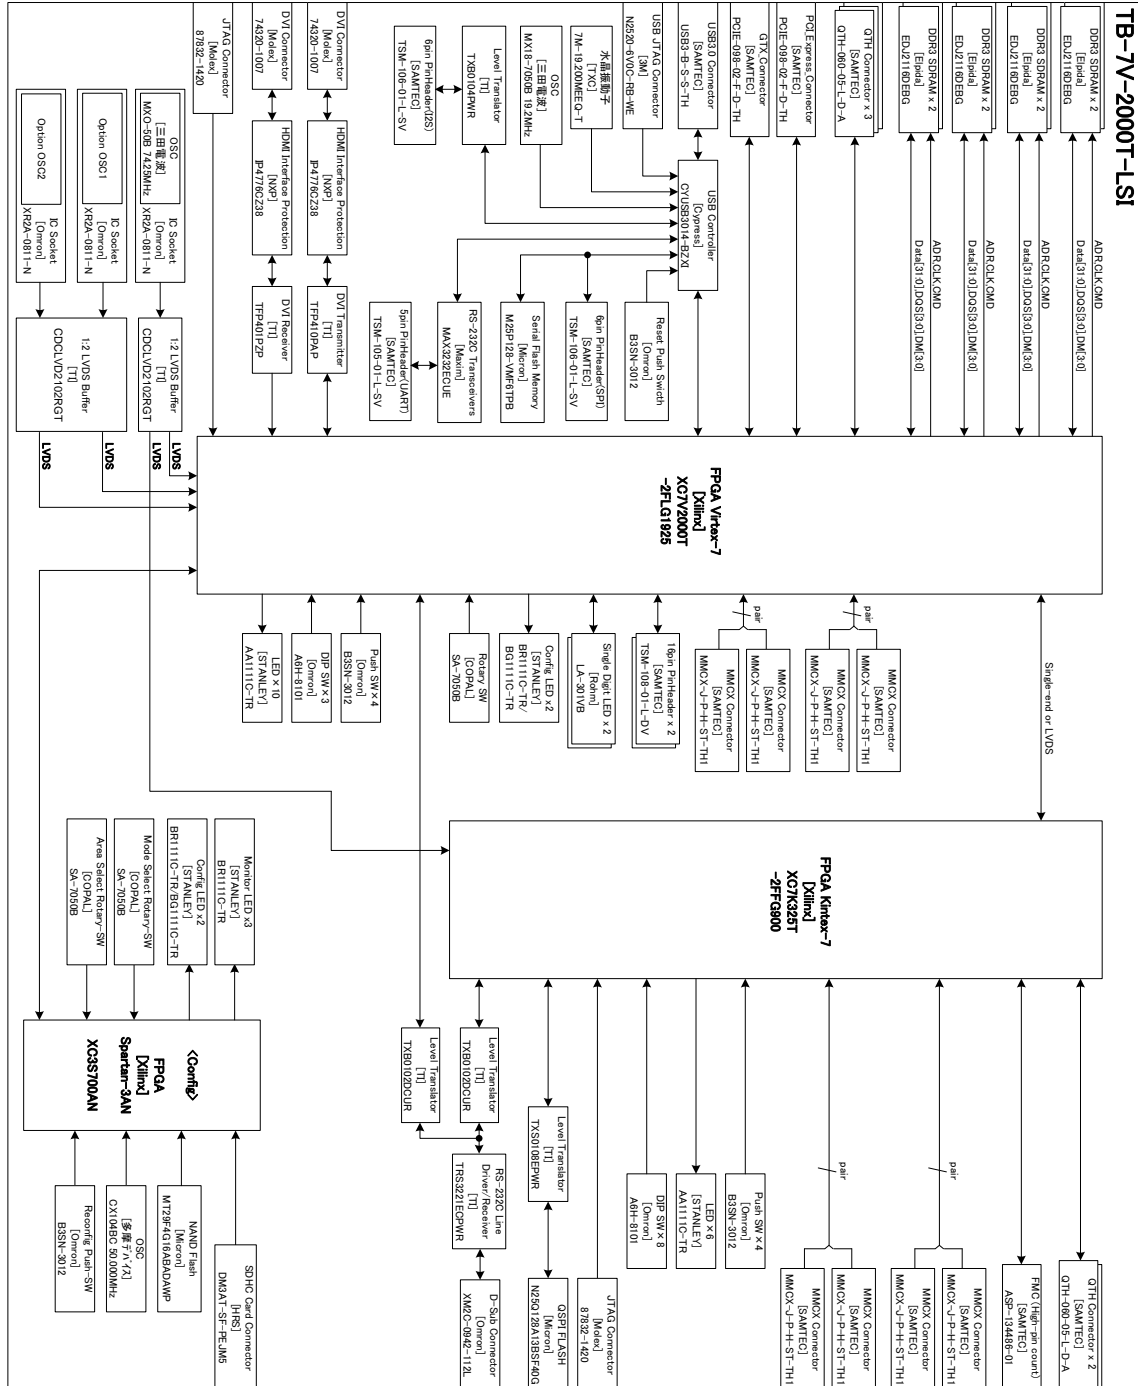 TB-7V-2000T-LSI
JTAG Connector
[Molex]
87832-1420
DVI Connector
[Molex]
74320-1007
DVI Connector
[Molex]
74320-1007
6pin PinHeader(I2S)
[SAMTEC]
TSM-106-01-L-SV
Level Translator
[TI]
TXB0104PWR
OSC
[三田電波]
MX18-7050B 19.2MHz
水晶振動子
[TXC]
7M-19.200MEEQ-T
USB JTAG Connector
[3M]
N2520-6V0C-RB-WE
USB3.0 Connector
[SAMTEC]
USB3-B-S-S-TH
GTX_Connector
[SAMTEC]
PCIE-098-02-F-D-TH
PCI_Express_Connector
[SAMTEC]
PCIE-098-02-F-D-TH
QTH Connector x 3
[SAMTEC]
QTH-060-05-L-D-A
DDR3 SDRAM x 2
[Elpida]
EDJ2116DEBG
DDR3 SDRAM x 2
[Elpida]
EDJ2116DEBG
DDR3 SDRAM x 2
[Elpida]
EDJ2116DEBG
DDR3 SDRAM x 2
[Elpida]
EDJ2116DEBG
Option OSC2
IC Socket
[Omron]
XR2A-0811-N
Option OSC1
IC Socket
[Omron]
XR2A-0811-N
OSC
[三田電波]
MXO-50B 74.25MHz
IC Socket
[Omron]
XR2A-0811-N
HDMI Interface Protection
[NXP]
IP4776CZ38
HDMI Interface Protection
[NXP]
IP4776CZ38
USB Controller
[Cypress]
CYUSB3014-BZXI
ADR,CLK,CMD
Data[31:0],DQS[3:0],DM[3:0]
ADR,CLK,CMD
Data[31:0],DQS[3:0],DM[3:0]
ADR,CLK,CMD
Data[31:0],DQS[3:0],DM[3:0]
ADR,CLK,CMD
Data[31:0],DQS[3:0],DM[3:0]
1:2 LVDS Buffer
[TI]
CDCLVD2102RGT
1:2 LVDS Buffer
[TI]
CDCLVD2102RGT
DVI Receiver
[TI]
TFP401PZP
DVI Transmitter
[TI]
TFP410PAP
5pin PinHeader(UART)
[SAMTEC]
TSM-105-01-L-SV
RS-232C Transceivers
[Maxim]
MAX3232ECUE
Serial Flash Memory
[Micron]
M25P128-VMF6TPB
6pin PinHeader(SPI)
[SAMTEC]
TSM-106-01-L-SV
Reset Push Swicth
[Omron]
B3SN-3012
LVDS
LVDS
LVDS
LVDS
FPGA Virtex-7
[Xilinx]
XC7V2000T
-2FLG1925
LED × 10
[STANLEY]
AA1111C-TR
DIP SW × 3
[Omron]
A6H-8101
Push SW × 4
[Omron]
B3SN-3012
Rotary SW
[COPAL]
SA-7050B
Config LED x2
[STANLEY]
BR1111C-TR/
BG1111C-TR
Single Digit LED x 2
[Rohm]
LA-301VB
16pin PinHeader x 2
[SAMTEC]
TSM-108-01-L-DV
pair
MMCX Connector
[SAMTEC]
MMCX-J-P-H-ST-TH1
MMCX Connector
[SAMTEC]
MMCX-J-P-H-ST-TH1
pair
MMCX Connector
[SAMTEC]
MMCX-J-P-H-ST-TH1
MMCX Connector
[SAMTEC]
MMCX-J-P-H-ST-TH1
Single-end or LVDS
FPGA Kintex-7
[Xilinx]
XC7K325T
-2FFG900
Area Select Rotary-SW
[COPAL]
SA-7050B
Mode Select Rotary-SW
[COPAL]
SA-7050B
Config LED x2
[STANLEY]
BR1111C-TR/BG1111C-TR
Monitor LED x3
[STANLEY]
BR1111C-TR
<Config>
FPGA
[Xilinx]
Spartan-3AN
XC3S700AN
Level Translator
[TI]
TXB0102DCUR
Level Translator
[TI]
TXB0102DCUR
Level Translator
[TI]
TXS0108EPWR
RS-232C Line
Driver/Receiver
[TI]
TRS3221ECPWR
DIP SW × 8
[Omron]
A6H-8101
LED × 6
[STANLEY]
AA1111C-TR
Push SW × 4
[Omron]
B3SN-3012
pair
pair
Reconfig Push-SW
[Omron]
B3SN-3012
OSC
[多摩デバイス]
CX104BC 50.000MHz
NAND Flash
[Micron]
MT29F4G16ABADAWP
SDHC Card Connector
[HRS]
DM3AT-SF-PEJM5
D-Sub Connector
[Omron]
XM2C-0942-112L
QSPI FLASH
[Micron]
N25Q128A13BSF40G
JTAG Connector
[Molex]
87832-1420
MMCX Connector
[SAMTEC]
MMCX-J-P-H-ST-TH1
MMCX Connector
[SAMTEC]
MMCX-J-P-H-ST-TH1
MMCX Connector
[SAMTEC]
MMCX-J-P-H-ST-TH1
MMCX Connector
[SAMTEC]
MMCX-J-P-H-ST-TH1
FMC (High-pin count)
[SAMTEC]
ASP-134486-01
QTH Connector x 2
[SAMTEC]
QTH-060-05-L-D-A